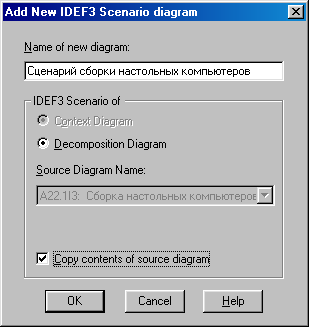 Add New IDEF3 Scenario diagram
Name of new diagram:
Сценарий сборки настольных компьютеров
IDEF3 Scenario of
Context Diagram
Decomposition Diagram
Source Diagram Name:
A22.1I3: Сборка настольных компьютеров
Copy contents of source diagram
OK Cancel Help